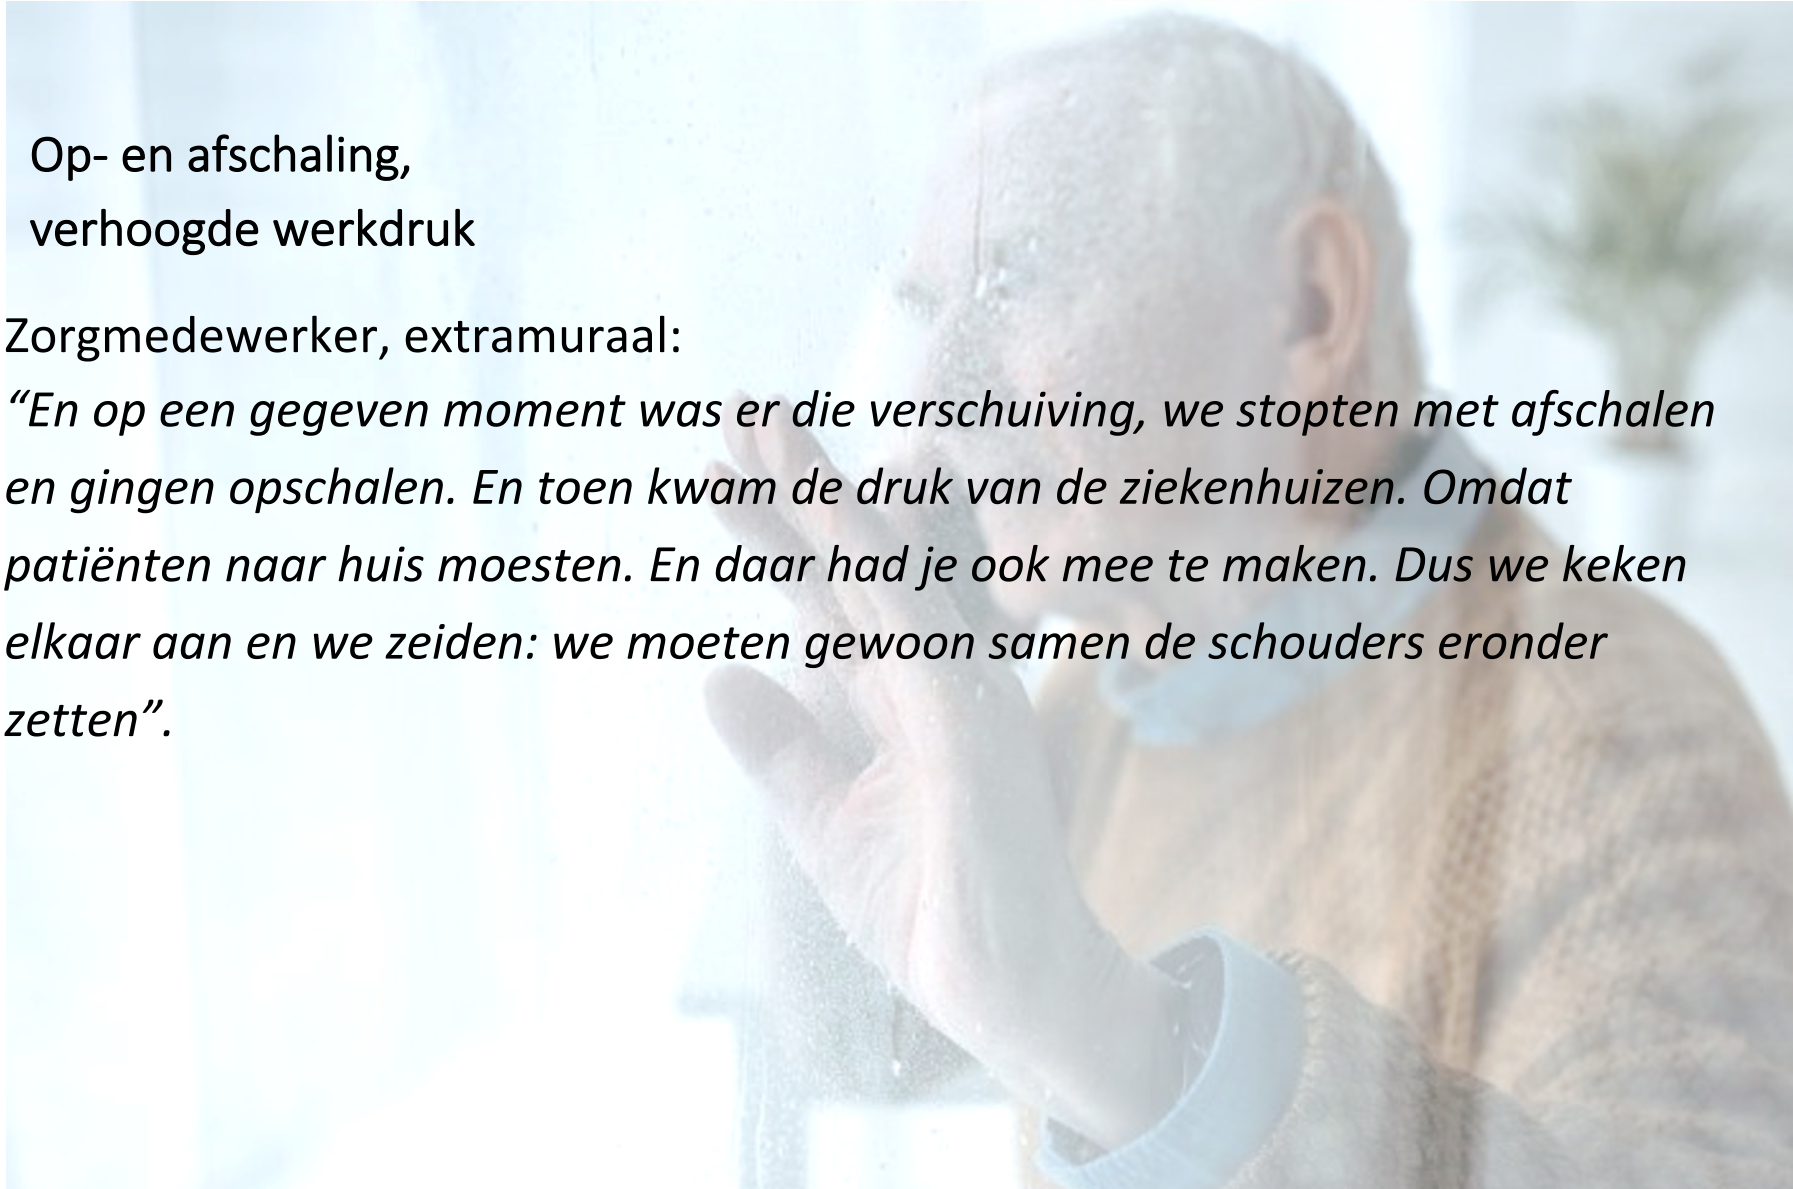 Op- en afschaling,
verhoogde werkdruk
Zorgmedewerker, extramuraal:
“En op een gegeven moment was er die verschuiving, we stopten met afschalen
en gingen opschalen. En toen kwam de druk van de ziekenhuizen. Omdat
patiënten naar huis moesten. En daar had je ook mee te maken. Dus we keken
elkaar aan en we zeiden: we moeten gewoon samen de schouders eronder
zetten”.